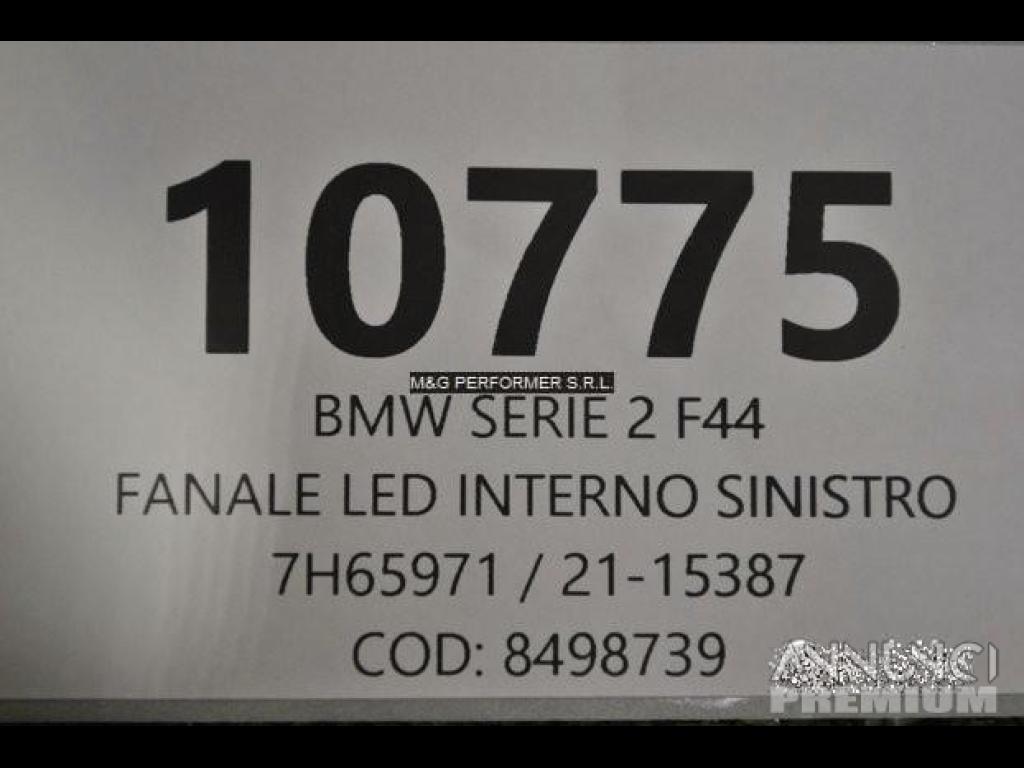 10775
M&G PERFORMER S.R.L.
BMW SERIE 2 F44
FANALE LED INTERNO SINISTRO
7H65971 / 21-15387
COD: 8498739
ANNUNCI
PREMIUM